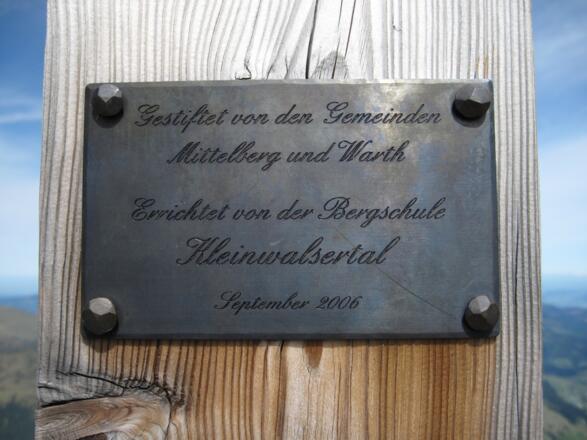 Gestiftet von den Gemeinden
Mittelberg und Warth
Errichtet von der Bergschule
Kleinwalsertal
September 2006